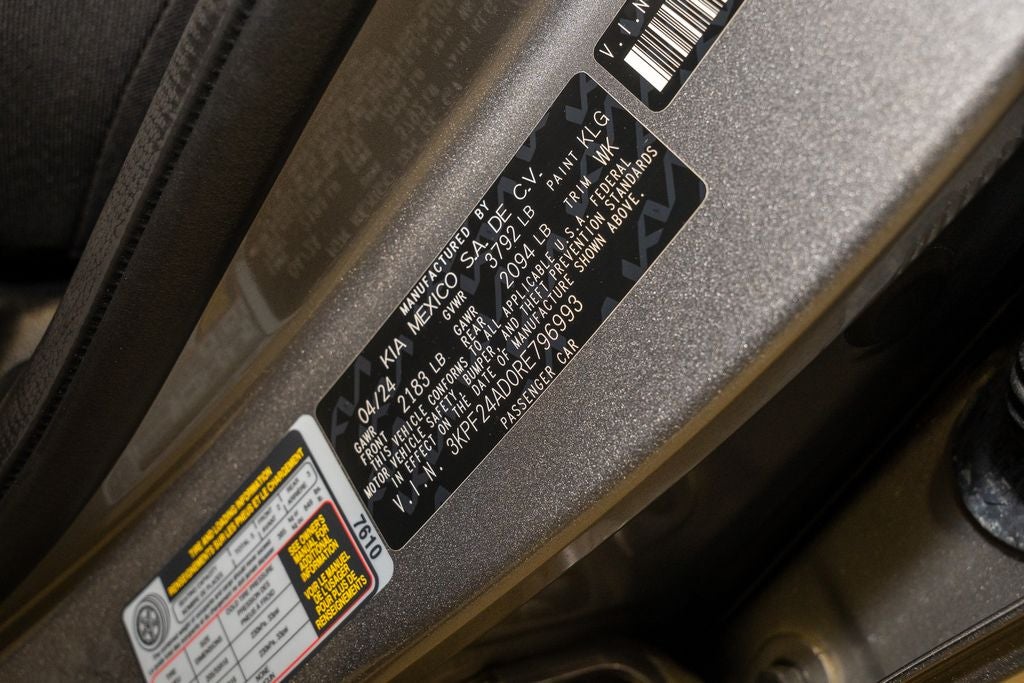 V.I.N
MANUFACTURED BY
04/24 KIA MEXICO S.A. DE C.V.
GVWR 3792 LB PAINT KLG
GAWR FRONT 2183 LB GAWR REAR 2094 LB TRIM WK
THIS VEHICLE CONFORMS TO ALL APPLICABLE U.S.A. FEDERAL
MOTOR VEHICLE SAFETY, BUMPER, AND THEFT PREVENTION STANDARDS
IN EFFECT ON THE DATE OF MANUFACTURE SHOWN ABOVE.
V.I.N. 3KPF24AD0RE796993
PASSENGER CAR
TIRE AND LOADING INFORMATION
RENSEIGNEMENTS SUR LES PNEUS ET LE CHARGEMENT
7610
SEE OWNER'S
MANUAL FOR
ADDITIONAL
INFORMATION
VOIR LE MANUEL
DE L'USAGER
POUR PLUS DE
RENSEIGNEMENTS